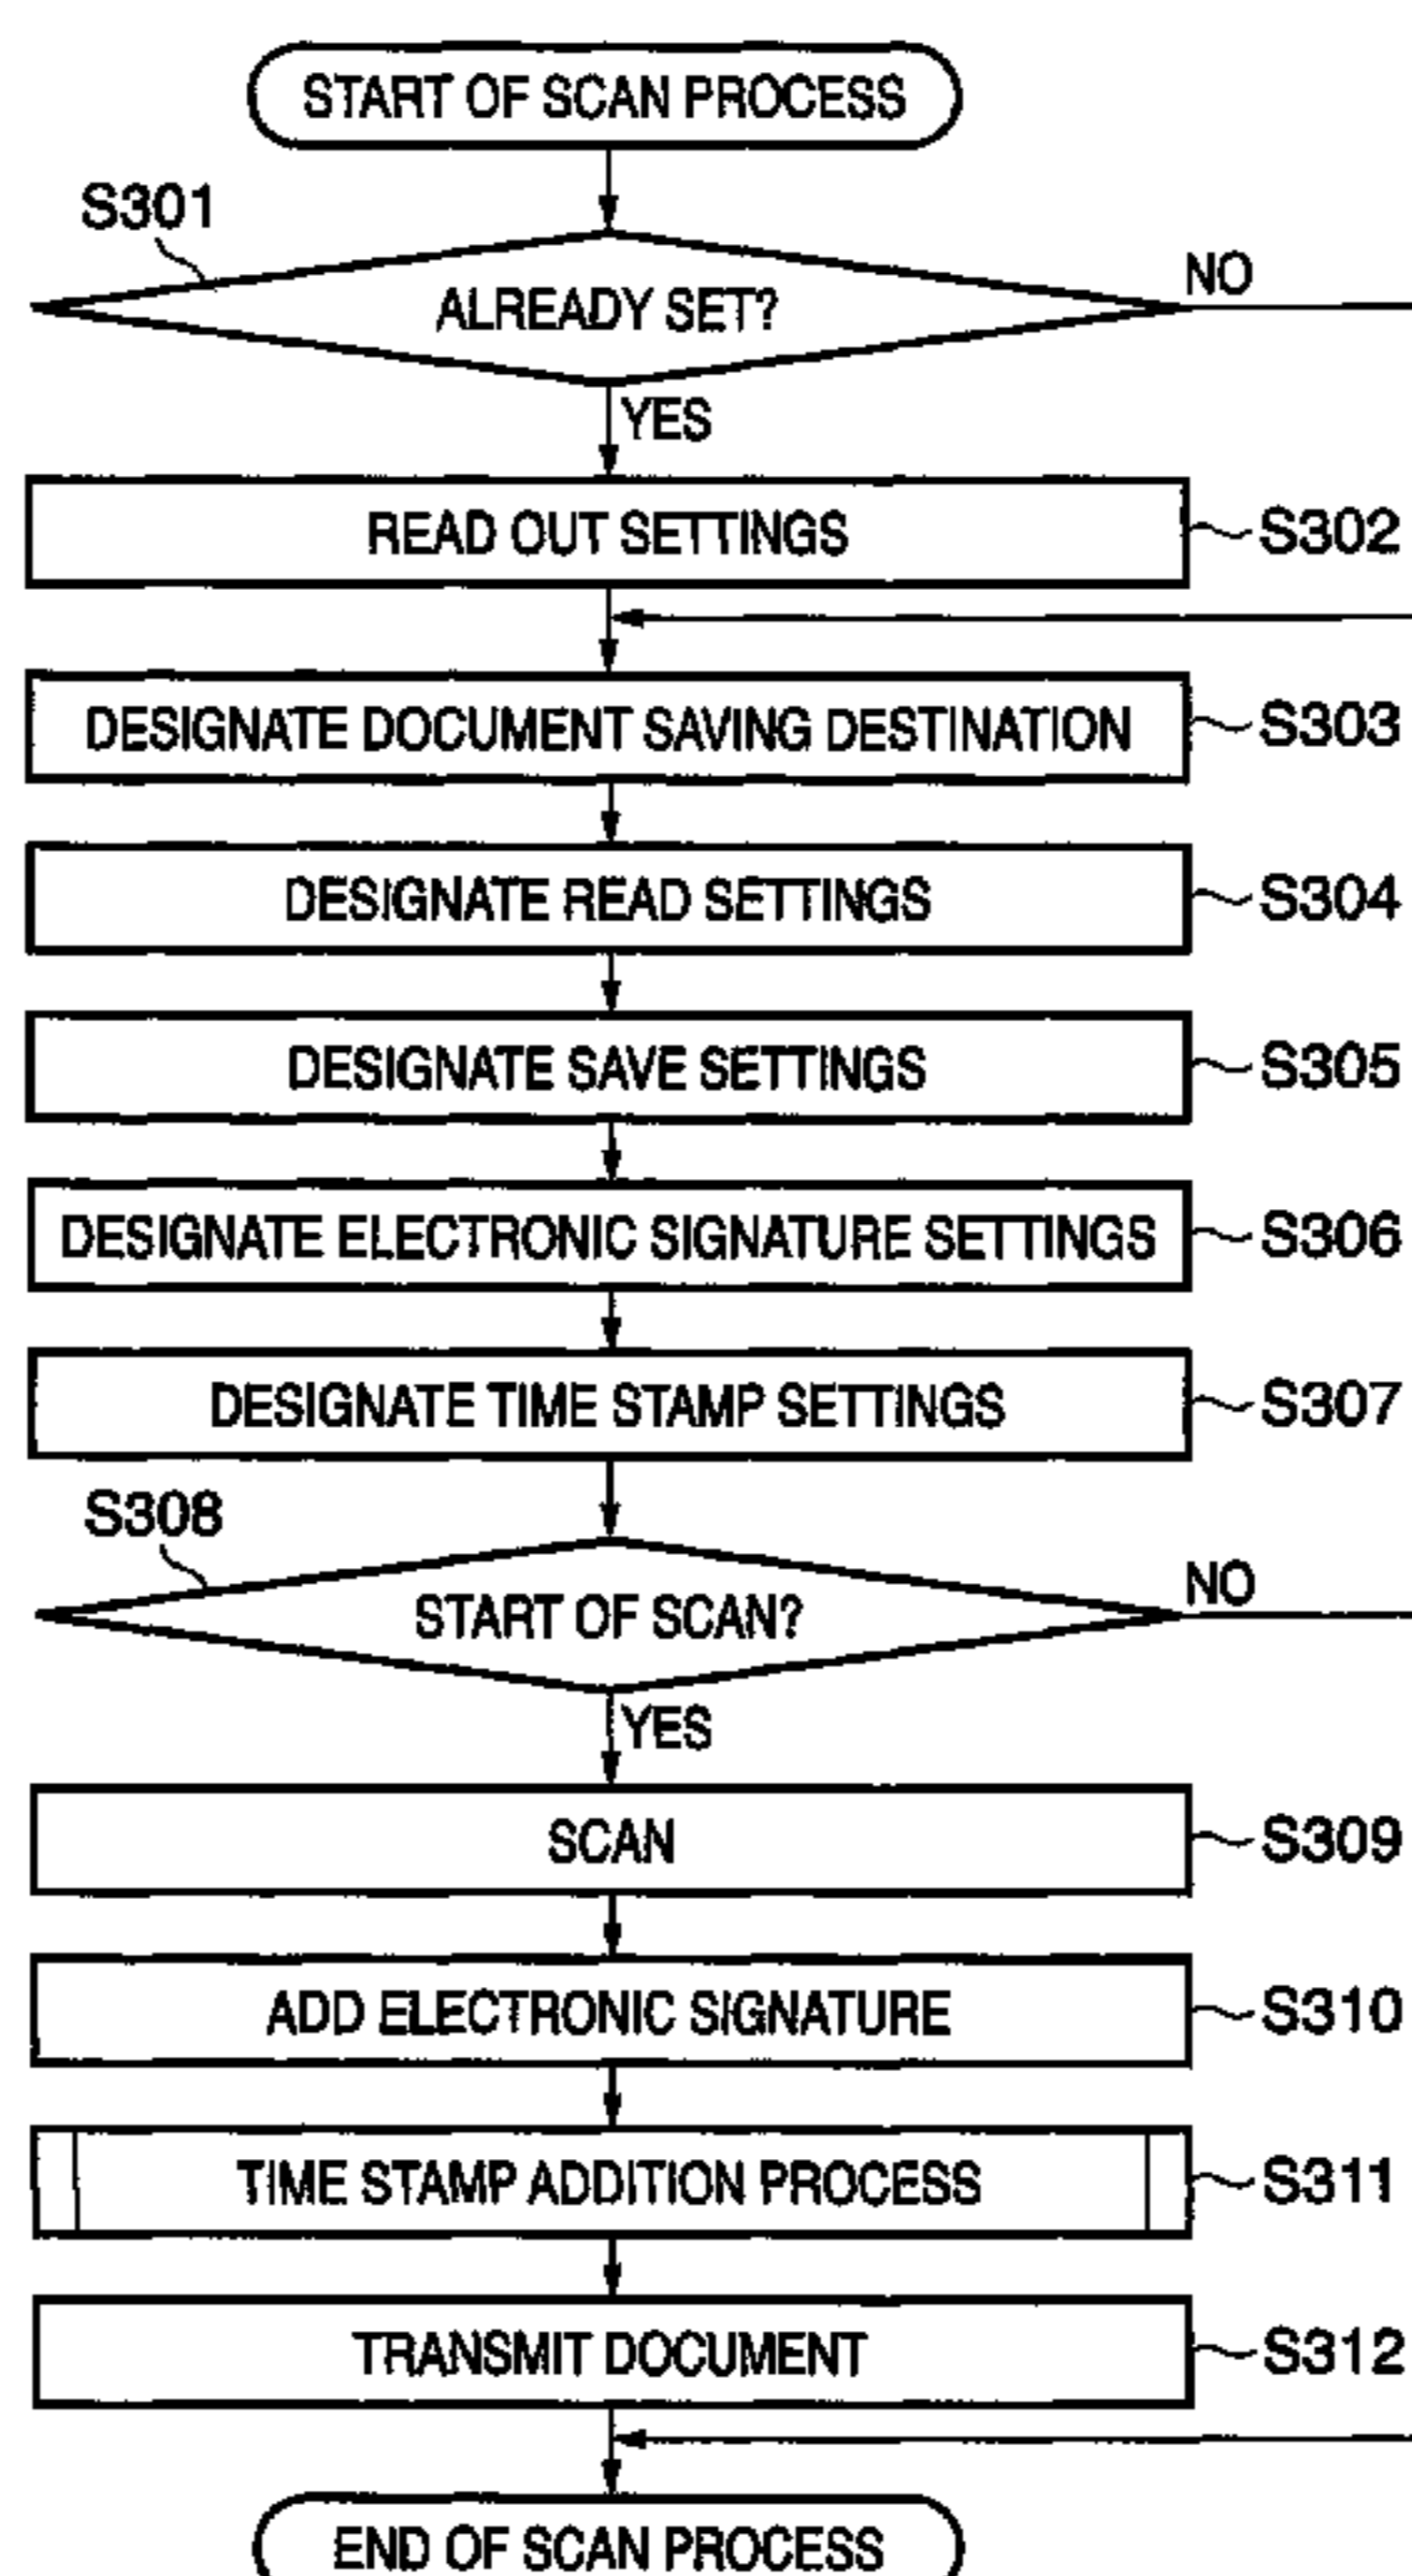 START OF SCAN PROCESS
S301
ALREADY SET?
NO
YES
READ OUT SETTINGS
S302
DESIGNATE DOCUMENT SAVING DESTINATION
S303
DESIGNATE READ SETTINGS
S304
DESIGNATE SAVE SETTINGS
S305
DESIGNATE ELECTRONIC SIGNATURE SETTINGS
S306
DESIGNATE TIME STAMP SETTINGS
S307
S308
START OF SCAN?
NO
YES
SCAN
S309
ADD ELECTRONIC SIGNATURE
S310
TIME STAMP ADDITION PROCESS
S311
TRANSMIT DOCUMENT
S312
END OF SCAN PROCESS